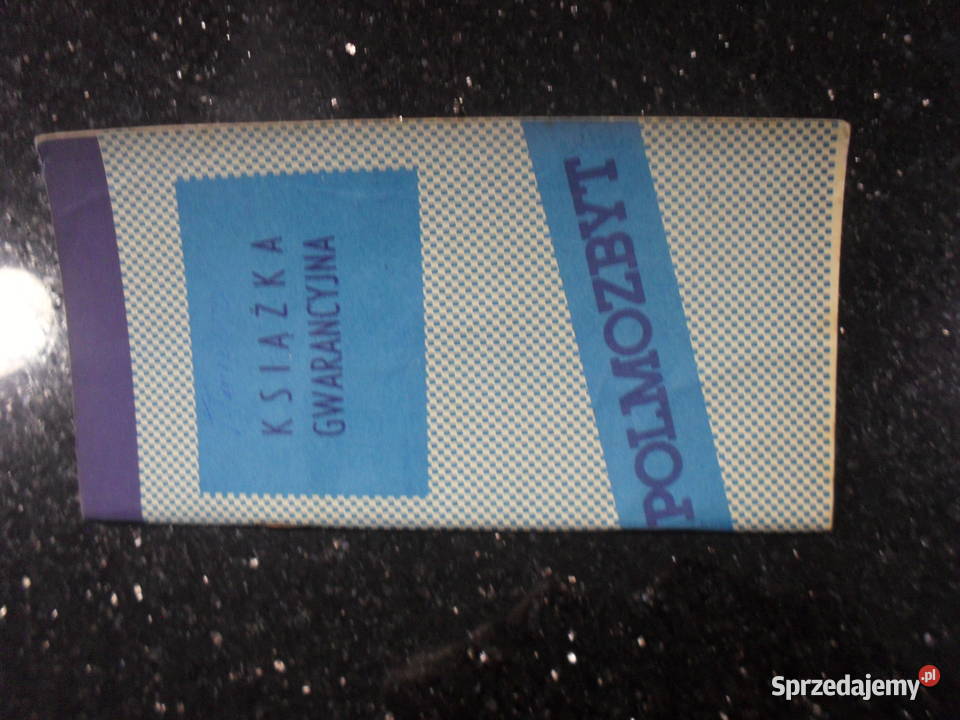 KSIĄŻKA
GWARANCYJNA
POLMOZBYT
Sprzedajemy.pl